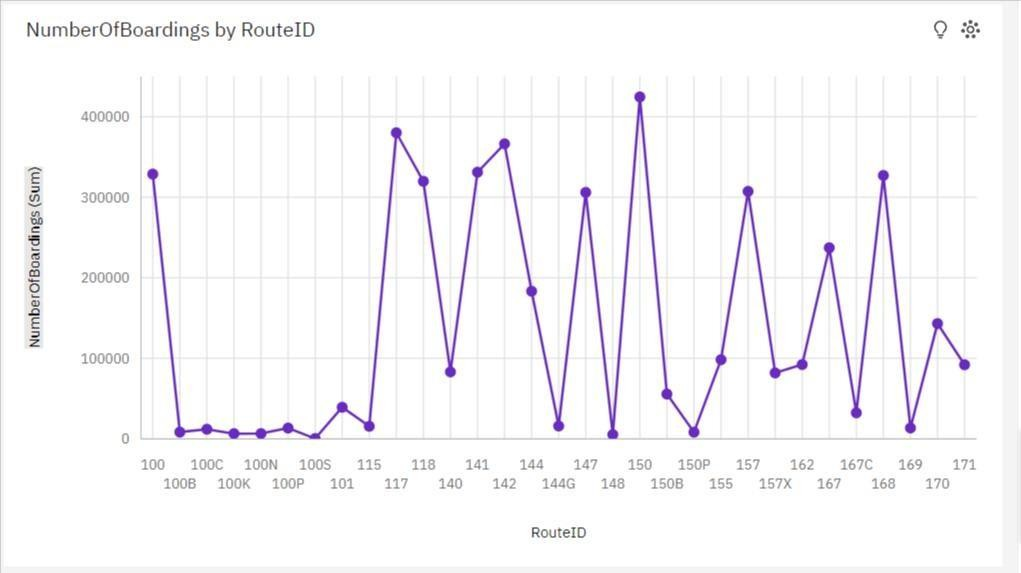 NumberOfBoardings by RouteID
NumberOfBoardings (Sum)
400000
300000
200000
100000
0
100 100C 100N 100S 115 118 141 144 147 150 150P 157 162 167C 169 171
100B 100K 100P 101 117 140 142 144G 148 150B 155 157X 167 168 170
RouteID